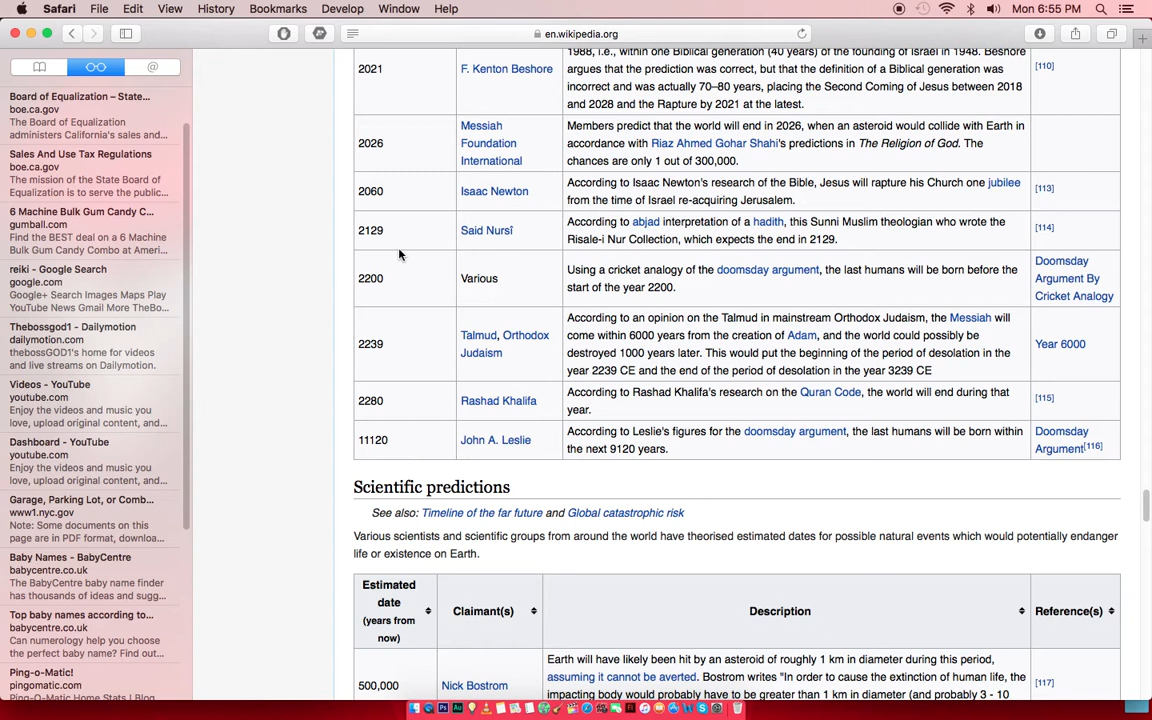 Safari File Edit View History Bookmarks Develop Window Help Mon 6:55 PM
en.wikipedia.org
Board of Equalization – State...
boe.ca.gov
The Board of Equalization
administers California's sales and...
Sales And Use Tax Regulations
boe.ca.gov
The mission of the State Board of
Equalization is to serve the public...
6 Machine Bulk Gum Candy C...
gumball.com
Find the BEST deal on a 6 Machine
Bulk Gum Candy Combo at Ameri...
reiki - Google Search
google.com
Google+ Search Images Maps Play
YouTube News Gmail More TheBo...
Thebossgod1 - Dailymotion
dailymotion.com
thebossGOD1's home for videos
and live streams on Dailymotion.
Videos - YouTube
youtube.com
Enjoy the videos and music you
love, upload original content, and...
Dashboard - YouTube
youtube.com
Enjoy the videos and music you
love, upload original content, and...
Garage, Parking Lot, or Comb...
www1.nyc.gov
Note: Some documents on this
page are in PDF format, downloa...
Baby Names - BabyCentre
babycentre.co.uk
The BabyCentre baby name finder
has thousands of ideas and sugg...
Top baby names according to...
babycentre.co.uk
Can numerology help you choose
the perfect baby name? Find out...
Ping-o-Matic!
pingomatic.com
Ping-O-Matic Home Stats | Blog
1988, i.e., within one Biblical generation (40 years) of the founding of Israel in 1948. Beshore
2021 F. Kenton Beshore argues that the prediction was correct, but that the definition of a Biblical generation was [110]
incorrect and was actually 70–80 years, placing the Second Coming of Jesus between 2018
and 2028 and the Rapture by 2021 at the latest.
Messiah Members predict that the world will end in 2026, when an asteroid would collide with Earth in
2026 Foundation accordance with Riaz Ahmed Gohar Shahi's predictions in The Religion of God. The
International chances are only 1 out of 300,000.
2060 Isaac Newton According to Isaac Newton's research of the Bible, Jesus will rapture his Church one jubilee [113]
from the time of Israel re-acquiring Jerusalem.
2129 Said Nursî According to abjad interpretation of a hadith, this Sunni Muslim theologian who wrote the [114]
Risale-i Nur Collection, which expects the end in 2129.
2200 Various Using a cricket analogy of the doomsday argument, the last humans will be born before the Doomsday
start of the year 2200. Argument By
Cricket Analogy
According to an opinion on the Talmud in mainstream Orthodox Judaism, the Messiah will
2239 Talmud, Orthodox come within 6000 years from the creation of Adam, and the world could possibly be Year 6000
Judaism destroyed 1000 years later. This would put the beginning of the period of desolation in the
year 2239 CE and the end of the period of desolation in the year 3239 CE
2280 Rashad Khalifa According to Rashad Khalifa's research on the Quran Code, the world will end during that [115]
year.
11120 John A. Leslie According to Leslie's figures for the doomsday argument, the last humans will be born within Doomsday
the next 9120 years. Argument[116]
Scientific predictions
See also: Timeline of the far future and Global catastrophic risk
Various scientists and scientific groups from around the world have theorised estimated dates for possible natural events which would potentially endanger
life or existence on Earth.
Estimated
date
(years from
now)
Claimant(s) Description Reference(s)
Earth will have likely been hit by an asteroid of roughly 1 km in diameter during this period,
500,000 Nick Bostrom assuming it cannot be averted. Bostrom writes "In order to cause the extinction of human life, the [117]
impacting body would probably have to be greater than 1 km in diameter (and probably 3 - 10